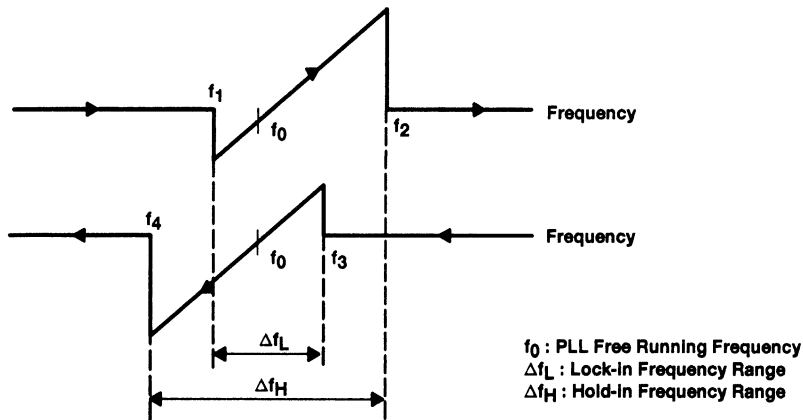 f1
f0
f2
Frequency
f4
f0
f3
Frequency
ΔfL
ΔfH
f0 : PLL Free Running Frequency
ΔfL : Lock-in Frequency Range
ΔfH : Hold-in Frequency Range